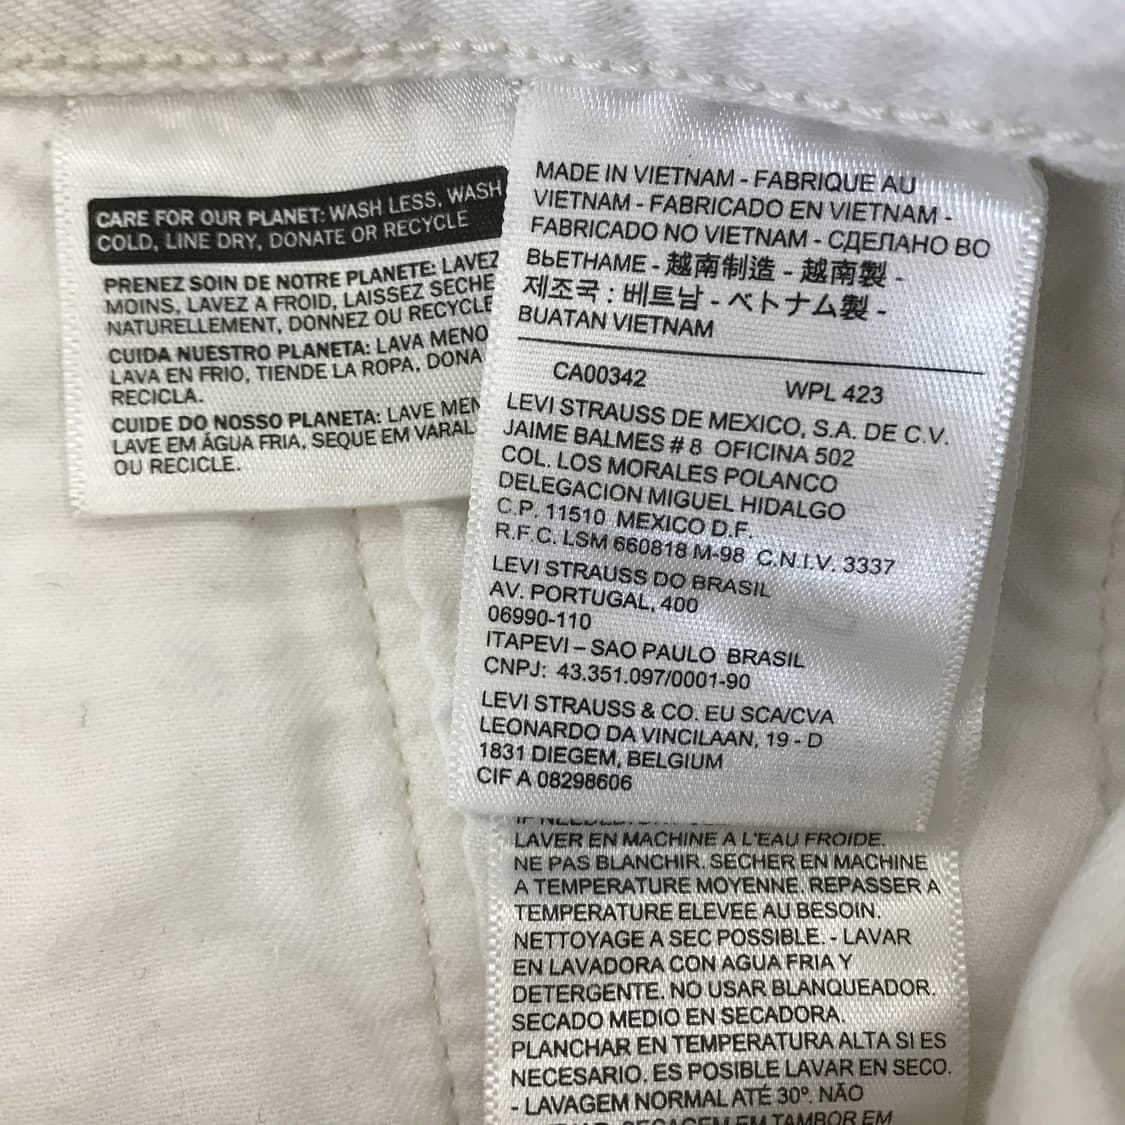 CARE FOR OUR PLANET: WASH LESS, WASH
COLD, LINE DRY, DONATE OR RECYCLE
PRENEZ SOIN DE NOTRE PLANETE: LAVEZ
MOINS, LAVEZ A FROID, LAISSEZ SECHE
NATURELLEMENT, DONNEZ OU RECYCLE
CUIDA NUESTRO PLANETA: LAVA MENO
LAVA EN FRIO, TIENDE LA ROPA, DONA
RECICLA.
CUIDE DO NOSSO PLANETA: LAVE MEN
LAVE EM ÁGUA FRIA, SEQUE EM VARAL
OU RECICLE.
MADE IN VIETNAM - FABRIQUE AU
VIETNAM - FABRICADO EN VIETNAM -
FABRICADO NO VIETNAM - СДЕЛАНО ВО
ВЬЕТНАМЕ - 越南制造 - 越南製 -
제조국 : 베트남 - ベトナム製 -
BUATAN VIETNAM
CA00342 WPL 423
LEVI STRAUSS DE MEXICO, S.A. DE C.V.
JAIME BALMES # 8 OFICINA 502
COL. LOS MORALES POLANCO
DELEGACION MIGUEL HIDALGO
C.P. 11510 MEXICO D.F.
R.F.C. LSM 660818 M-98 C.N.I.V. 3337
LEVI STRAUSS DO BRASIL
AV. PORTUGAL, 400
06990-110
ITAPEVI – SAO PAULO BRASIL
CNPJ: 43.351.097/0001-90
LEVI STRAUSS & CO. EU SCA/CVA
LEONARDO DA VINCILAAN, 19 - D
1831 DIEGEM, BELGIUM
CIF A 08298606
IF NEEDED.
LAVER EN MACHINE A L'EAU FROIDE.
NE PAS BLANCHIR. SECHER EN MACHINE
A TEMPERATURE MOYENNE. REPASSER A
TEMPERATURE ELEVEE AU BESOIN.
NETTOYAGE A SEC POSSIBLE. - LAVAR
EN LAVADORA CON AGUA FRIA Y
DETERGENTE. NO USAR BLANQUEADOR.
SECADO MEDIO EN SECADORA.
PLANCHAR EN TEMPERATURA ALTA SI ES
NECESARIO. ES POSIBLE LAVAR EN SECO.
- LAVAGEM NORMAL ATÉ 30º. NÃO
SECAGEM EM TAMBOR EM